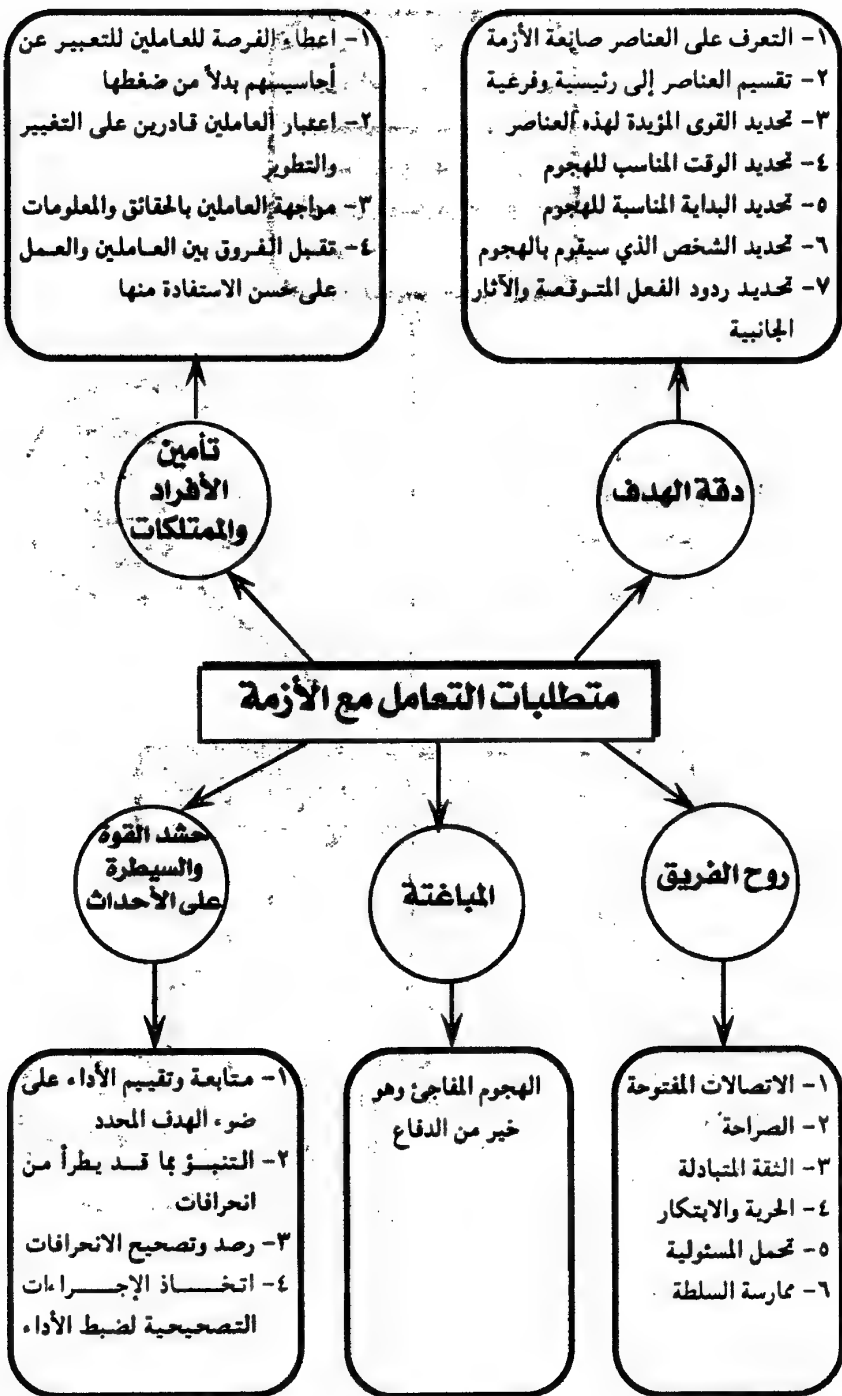 ١- التعرف على العناصر صانعة الأزمة
٢- تقسيم العناصر إلى رئيسية وفرعية
٣- تحديد القوى المؤيدة لهذه العناصر
٤- تحديد الوقت المناسب للهجوم
٥- تحديد البداية المناسبة للهجوم
٦- تحديد الشخص الذي سيقوم بالهجوم
٧- تحديد ردود الفعل المتوقعة والآثار
الجانبية
١- اعطاء الفرصة للعاملين للتعبير عن
أحاسيسهم بدلاً من ضغطها
٢- اعتبار العاملين قادرين على التغيير
والتطوير
٣- مواجهة العاملين بالحقائق والمعلومات
٤- تقبل الفروق بين العاملين والعمل
على حسن الاستفادة منها
دقة الهدف
تأمين
الأفراد
والممتلكات
متطلبات التعامل مع الأزمة
روح الفريق
المباغتة
حشد القوة
والسيطرة
على الأحداث
١- الاتصالات المفتوحة
٢- الصراحة
٣- الثقة المتبادلة
٤- الحرية والابتكار
٥- تحمل المسئولية
٦- ممارسة السلطة
الهجوم المفاجئ وهو
خير من الدفاع
١- متابعة وتقييم الأداء على
ضوء الهدف المحدد
٢- التنبؤ بما قد يطرأ من
انحرافات
٣- رصد وتصحيح الانحرافات
٤- اتخاذ الإجراءات
التصحيحية لضبط الأداء